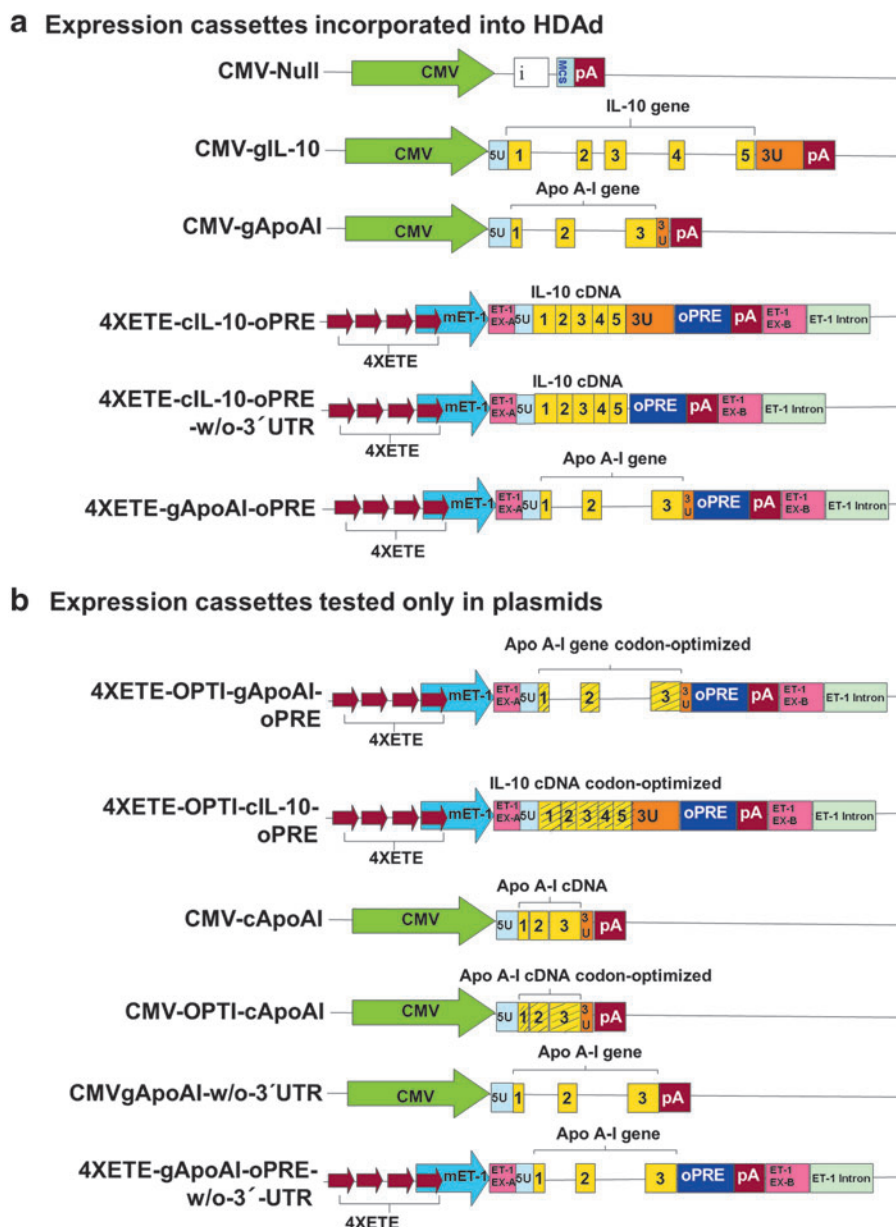 a Expression cassettes incorporated into HDAd
CMV-Null CMV i MCS pA
IL-10 gene
CMV-gIL-10 CMV 5U 1 2 3 4 5 3U pA
Apo A-I gene
CMV-gApoAI CMV 5U 1 2 3 3 U pA
IL-10 cDNA
4XETE-cIL-10-oPRE mET-1 ET-1 EX-A 5U 1 2 3 4 5 3U oPRE pA ET-1 EX-B ET-1 Intron
4XETE
IL-10 cDNA
4XETE-cIL-10-oPRE
-w/o-3´UTR mET-1 ET-1 EX-A 5U 1 2 3 4 5 oPRE pA ET-1 EX-B ET-1 Intron
4XETE
Apo A-I gene
4XETE-gApoAI-oPRE mET-1 ET-1 EX-A 5U 1 2 3 3 U oPRE pA ET-1 EX-B ET-1 Intron
4XETE
b Expression cassettes tested only in plasmids
Apo A-I gene codon-optimized
4XETE-OPTI-gApoAI-
oPRE mET-1 ET-1 EX-A 5U 1 2 3 3 U oPRE pA ET-1 EX-B ET-1 Intron
4XETE
IL-10 cDNA codon-optimized
4XETE-OPTI-cIL-10-
oPRE mET-1 ET-1 EX-A 5U 1 2 3 4 5 3U oPRE pA ET-1 EX-B ET-1 Intron
4XETE
Apo A-I cDNA
CMV-cApoAI CMV 5U 1 2 3 3 U pA
Apo A-I cDNA codon-optimized
CMV-OPTI-cApoAI CMV 5U 1 2 3 3 U pA
Apo A-I gene
CMVgApoAI-w/o-3´UTR CMV 5U 1 2 3 pA
Apo A-I gene
4XETE-gApoAI-oPRE-
w/o-3´-UTR mET-1 ET-1 EX-A 5U 1 2 3 oPRE pA ET-1 EX-B ET-1 Intron
4XETE